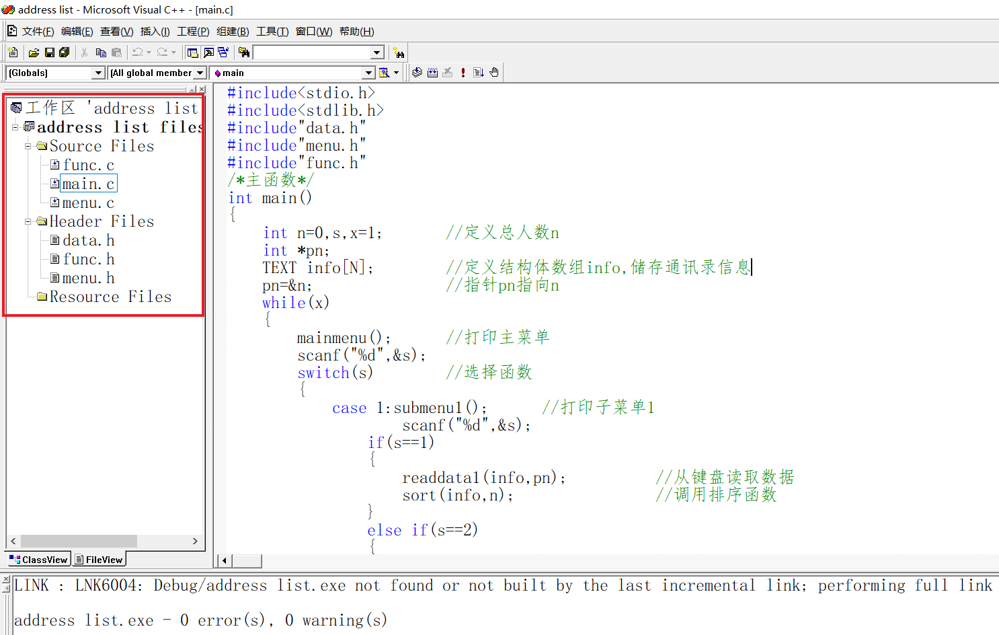 address list - Microsoft Visual C++ - [main.c]
文件(F) 编辑(E) 查看(V) 插入(I) 工程(P) 组建(B) 工具(T) 窗口(W) 帮助(H)
(Globals) (All global member main
工作区 'address list
address list files
Source Files
func.c
main.c
menu.c
Header Files
data.h
func.h
menu.h
Resource Files
ClassView FileView
#include<stdio.h>
#include<stdlib.h>
#include"data.h"
#include"menu.h"
#include"func.h"
/*主函数*/
int main()
{
int n=0,s,x=1; //定义总人数n
int *pn;
TEXT info[N]; //定义结构体数组info,储存通讯录信息
pn=&n; //指针pn指向n
while(x)
{
mainmenu(); //打印主菜单
scanf("%d",&s);
switch(s) //选择函数
{
case 1:submenu1(); //打印子菜单1
scanf("%d",&s);
if(s==1)
{
readdata1(info,pn); //从键盘读取数据
sort(info,n); //调用排序函数
}
else if(s==2)
{
LINK : LNK6004: Debug/address list.exe not found or not built by the last incremental link; performing full link
address list.exe - 0 error(s), 0 warning(s)